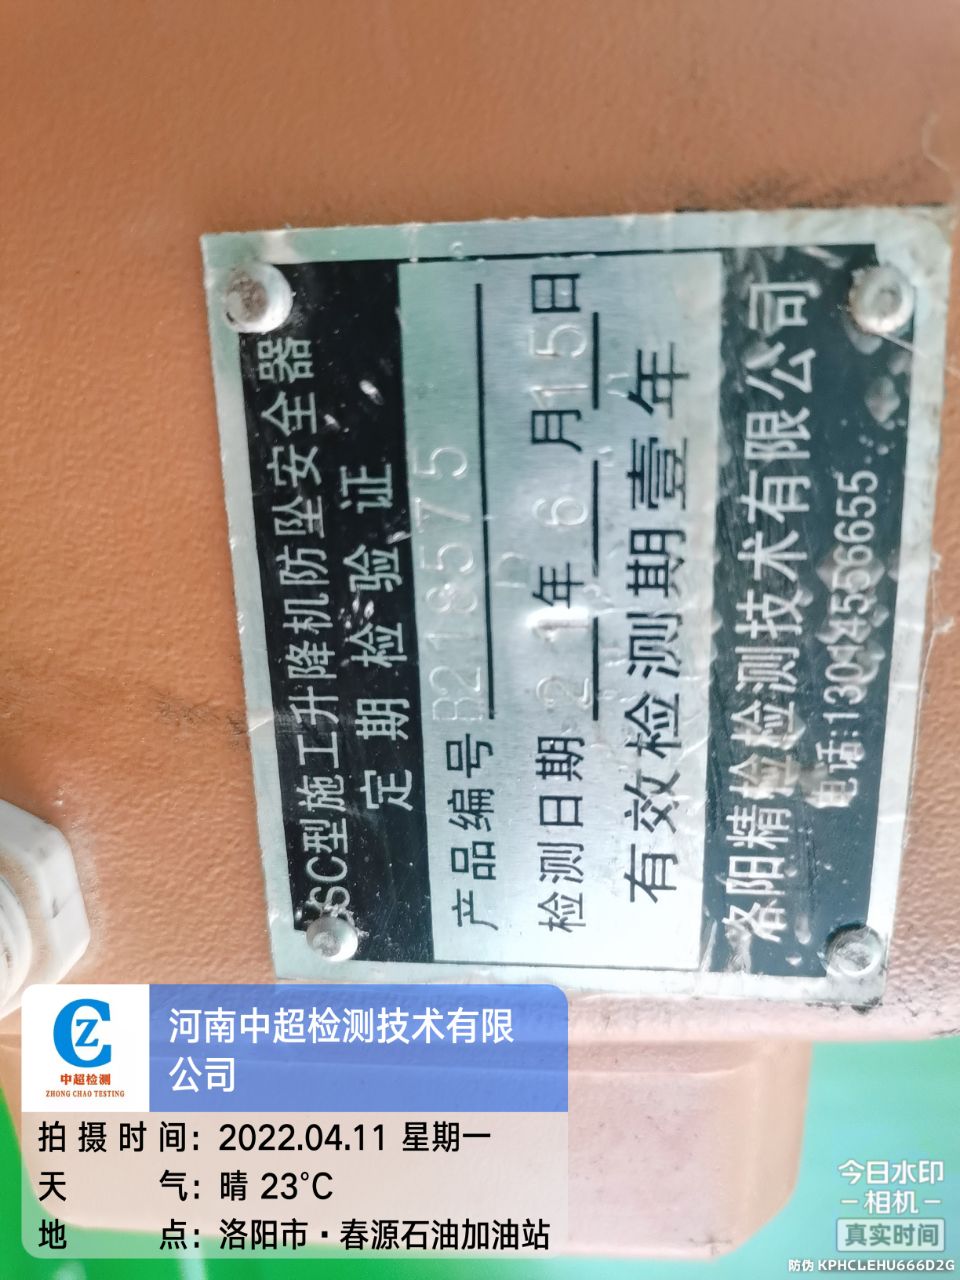 SC型施工升降机防坠安全器
定期检验证
产品编号 B218575
检测日期 21年6月15日
有效检测期壹年
洛阳精检检测技术有限公司
电话:13014556655
中超检测
ZHONG CHAO TESTING
河南中超检测技术有限
公司
拍摄时间: 2022.04.11 星期一
天气: 晴 23℃
地点: 洛阳市·春源石油加油站
今日水印
相机
真实时间
防伪 KPHCLEHU666D2G